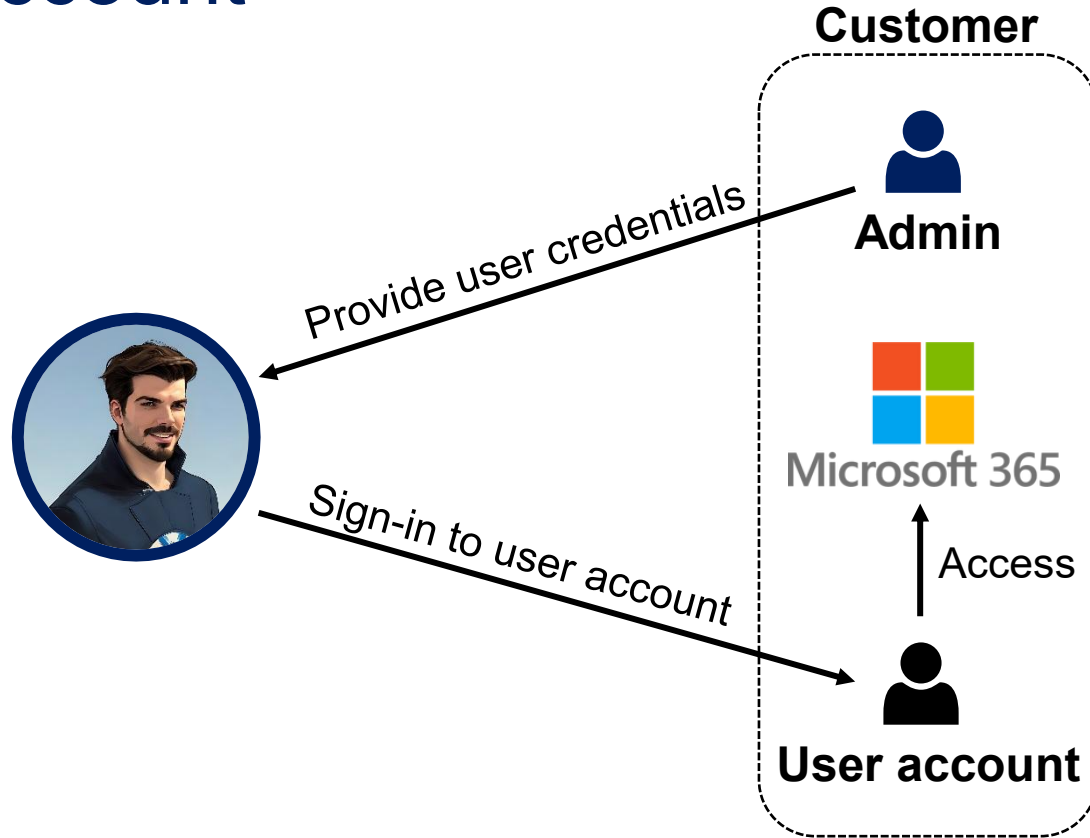 Customer
Provide user credentials
Admin
Microsoft 365
Sign-in to user account
Access
User account